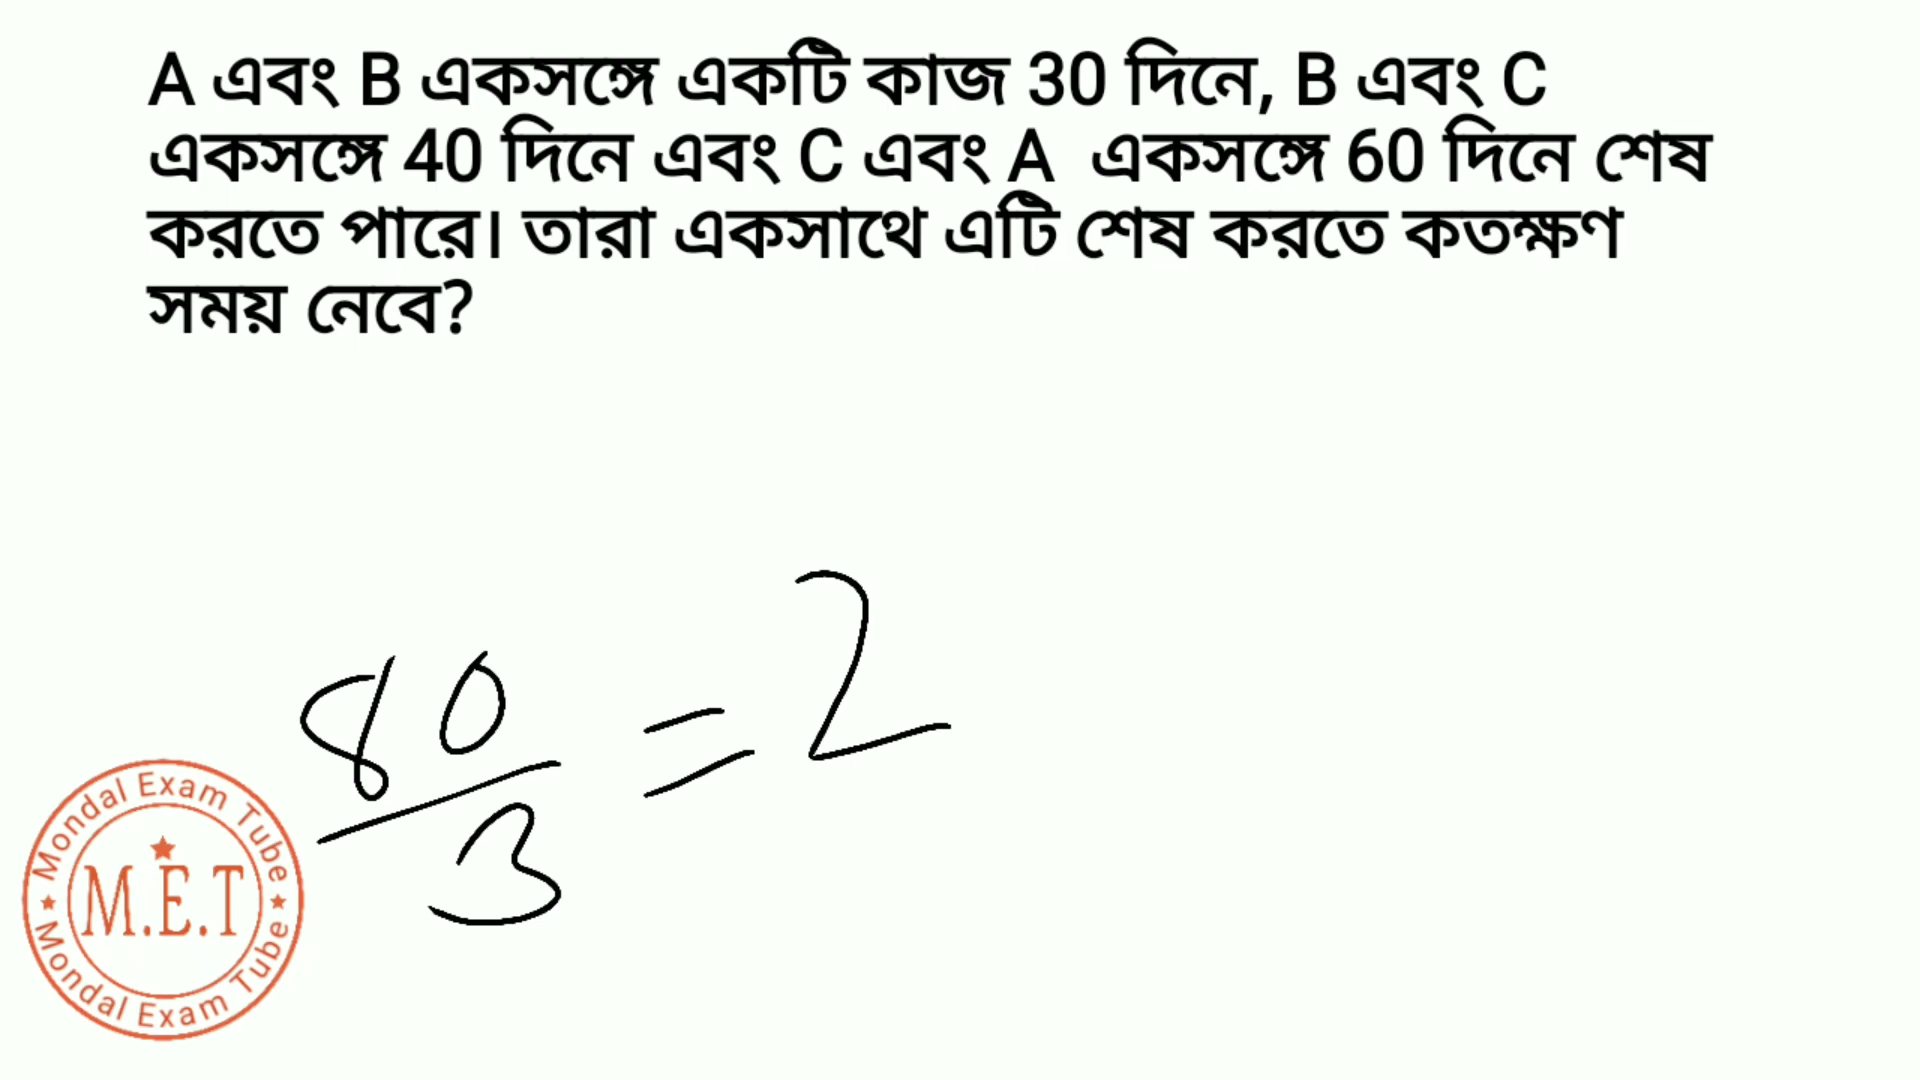 A এবং B একসঙ্গে একটি কাজ 30 দিনে, B এবং C
একসঙ্গে 40 দিনে এবং C এবং A একসঙ্গে 60 দিনে শেষ
করতে পারে। তারা একসাথে এটি শেষ করতে কতক্ষণ
সময় নেবে?
80
= 2
3
Mondal Exam Tube
M.E.T
Mondal Exam Tube